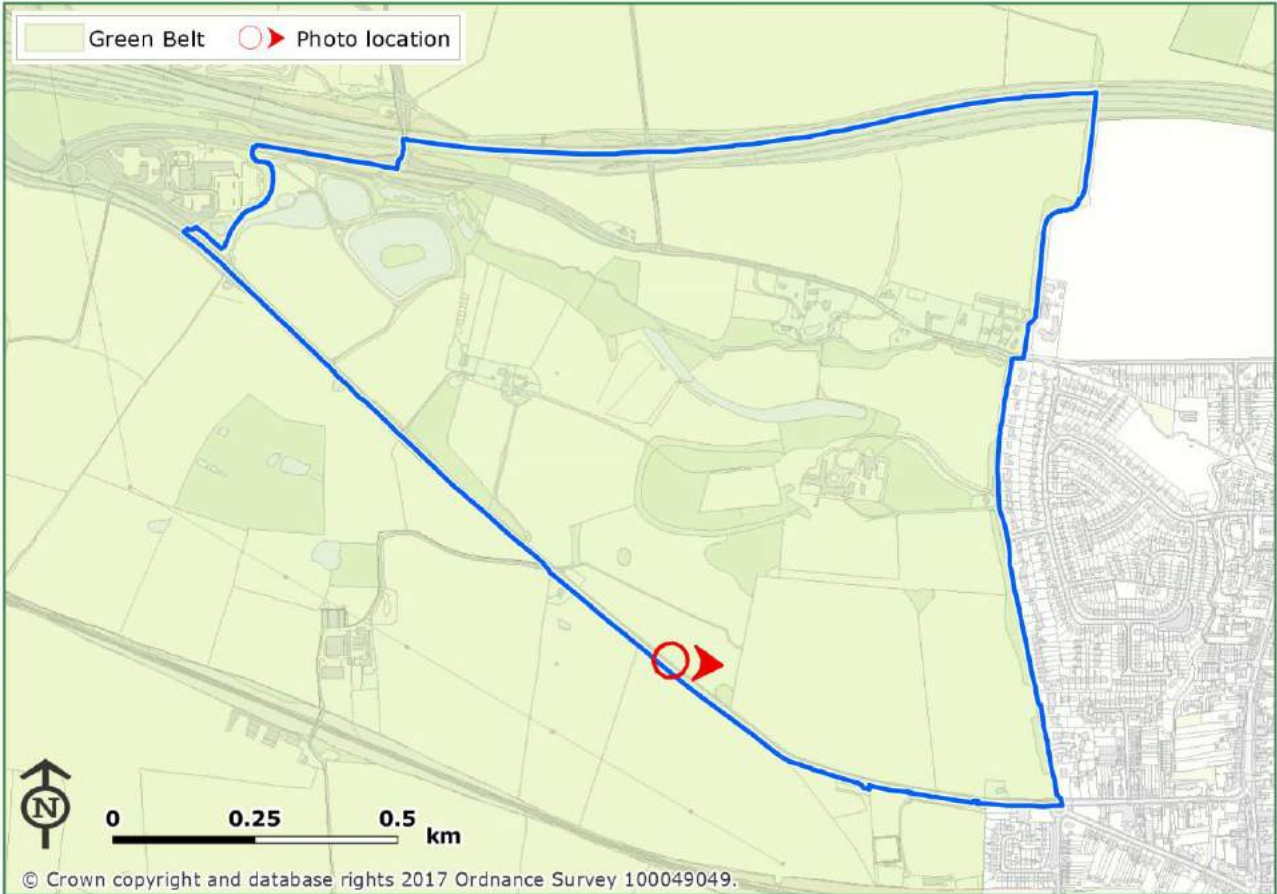 Green Belt Photo location
N
0 0.25 0.5 km
© Crown copyright and database rights 2017 Ordnance Survey 100049049.